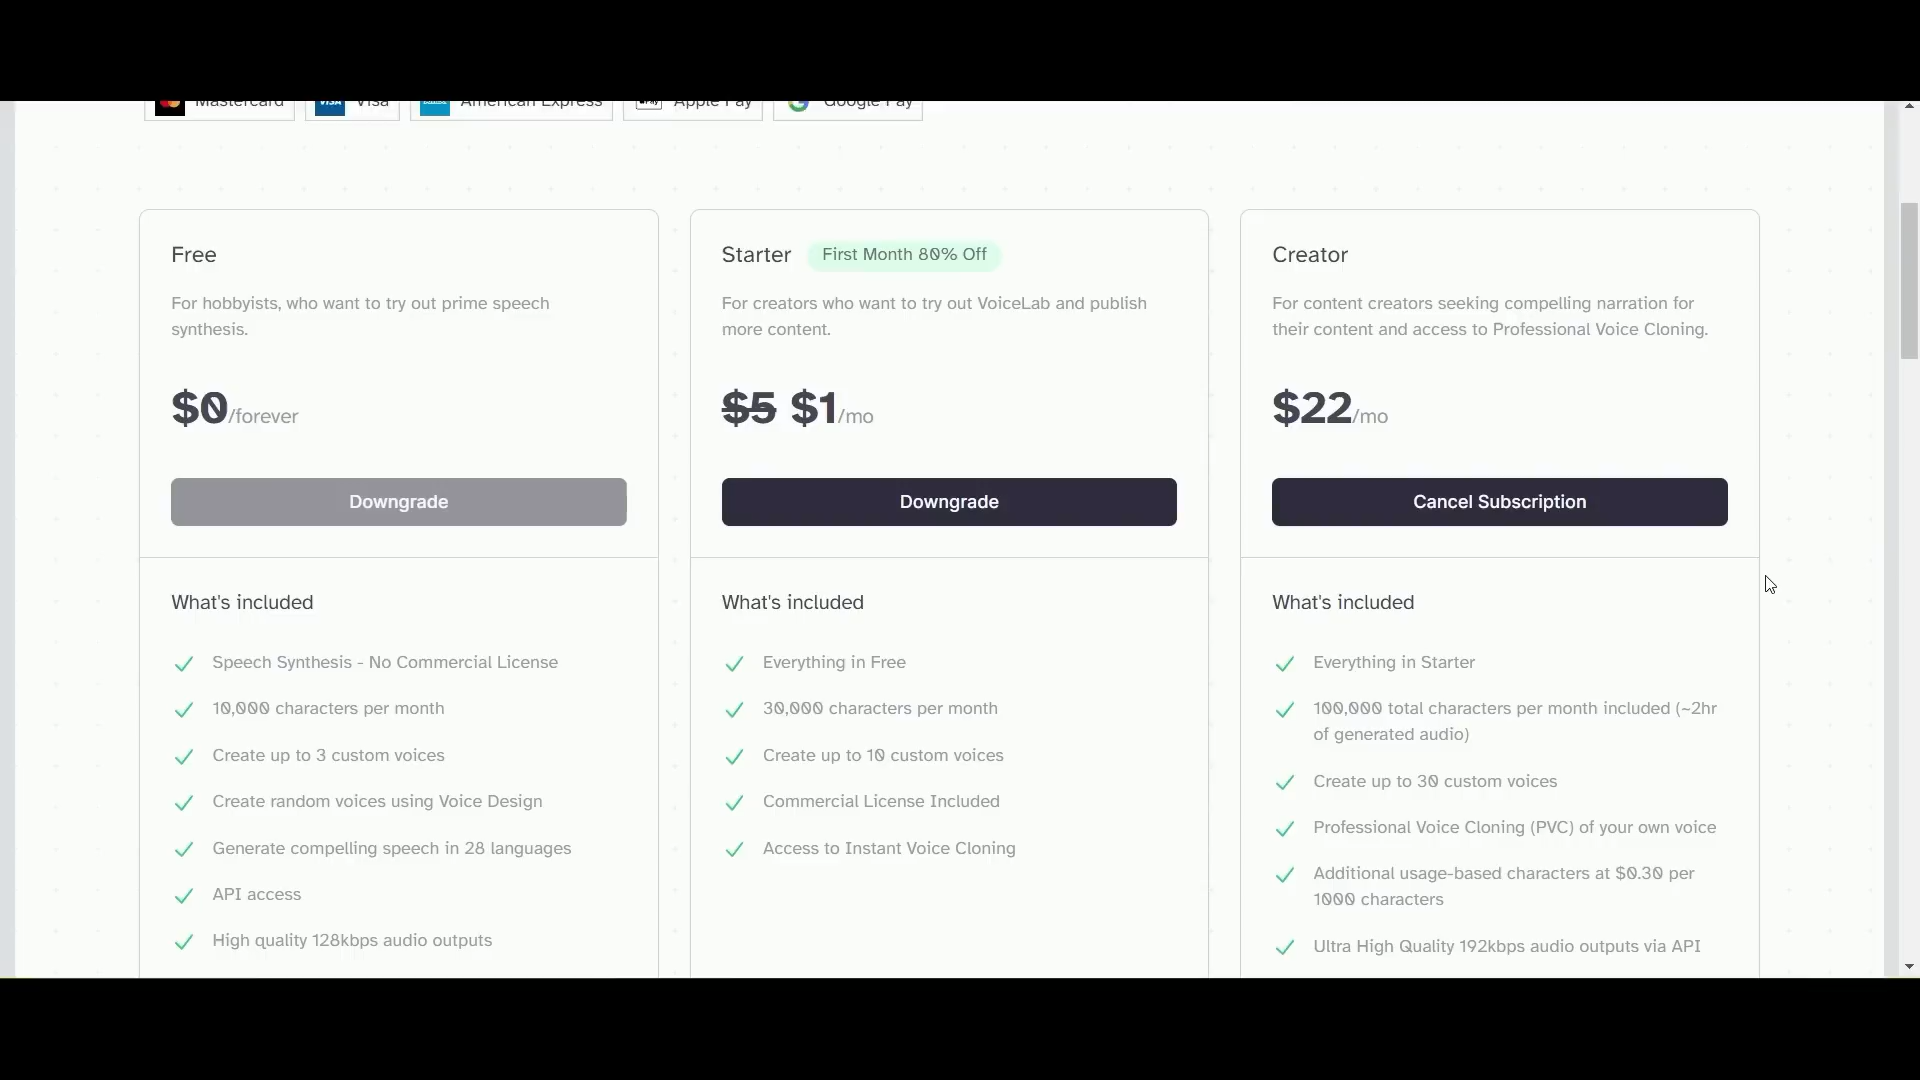 Mastercard Visa American Express Apple Pay Google Pay
Free
For hobbyists, who want to try out prime speech
synthesis.
$0/forever
Downgrade
What's included
Speech Synthesis - No Commercial License
10,000 characters per month
Create up to 3 custom voices
Create random voices using Voice Design
Generate compelling speech in 28 languages
API access
High quality 128kbps audio outputs
Starter First Month 80% Off
For creators who want to try out VoiceLab and publish
more content.
$5 $1/mo
Downgrade
What's included
Everything in Free
30,000 characters per month
Create up to 10 custom voices
Commercial License Included
Access to Instant Voice Cloning
Creator
For content creators seeking compelling narration for
their content and access to Professional Voice Cloning.
$22/mo
Cancel Subscription
What's included
Everything in Starter
100,000 total characters per month included (~2hr
of generated audio)
Create up to 30 custom voices
Professional Voice Cloning (PVC) of your own voice
Additional usage-based characters at $0.30 per
1000 characters
Ultra High Quality 192kbps audio outputs via API